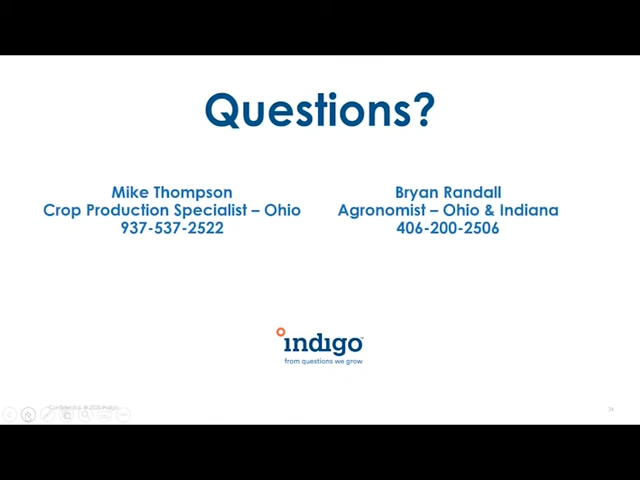 Questions?
Mike Thompson
Crop Production Specialist – Ohio
937-537-2522
Bryan Randall
Agronomist – Ohio & Indiana
406-200-2506
indigo
from questions we grow